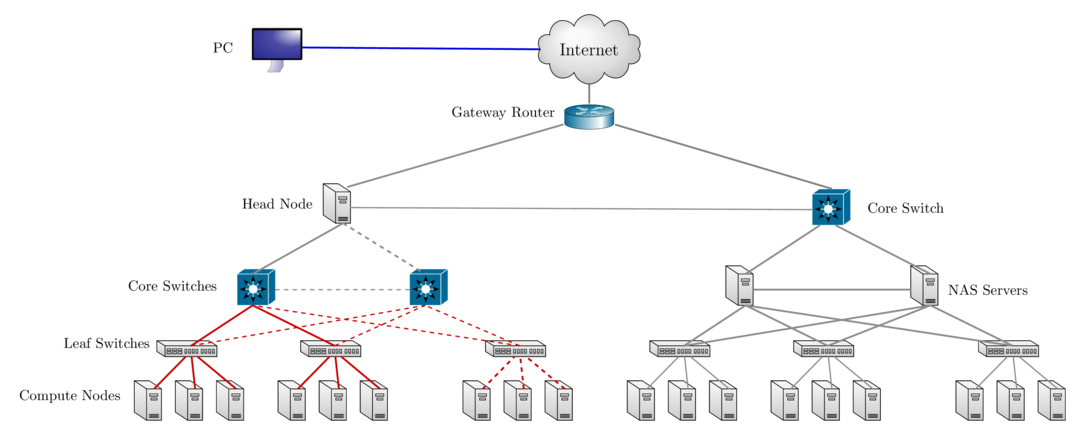 PC
Internet
Gateway Router
Head Node
Core Switch
Core Switches
NAS Servers
Leaf Switches
Compute Nodes